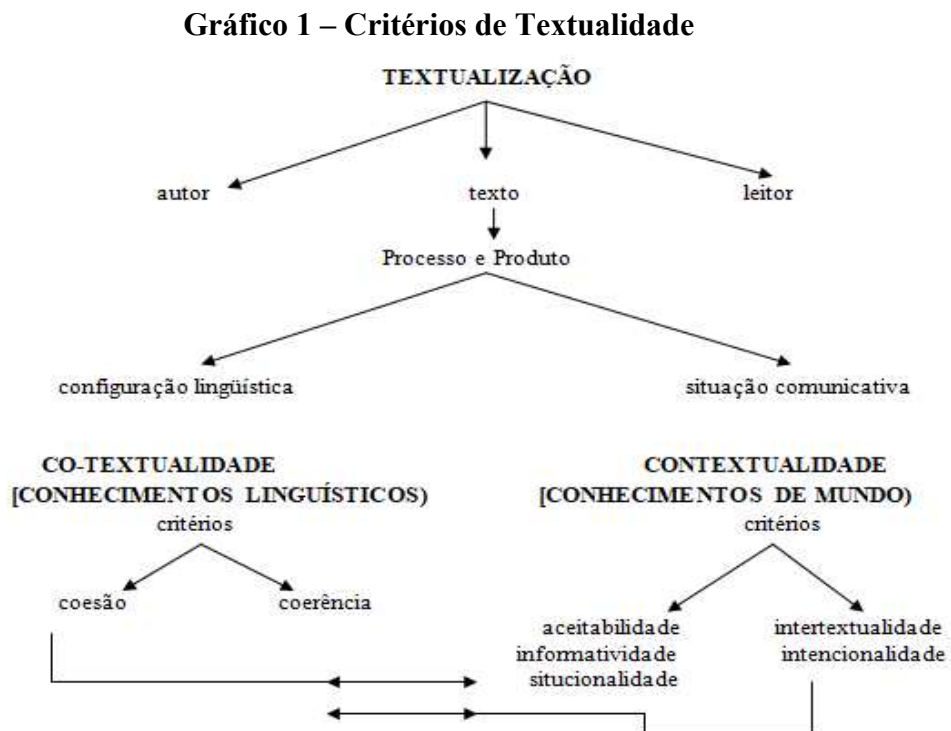 Gráfico 1 – Critérios de Textualidade
TEXTUALIZAÇÃO
autor texto leitor
Processo e Produto
configuração lingüística situação comunicativa
CO-TEXTUALIDADE CONTEXTUALIDADE
[CONHECIMENTOS LINGUÍSTICOS) [CONHECIMENTOS DE MUNDO)
critérios critérios
coesão coerência
aceitabilidade intertextualidade
informatividade intencionalidade
situcionalidade